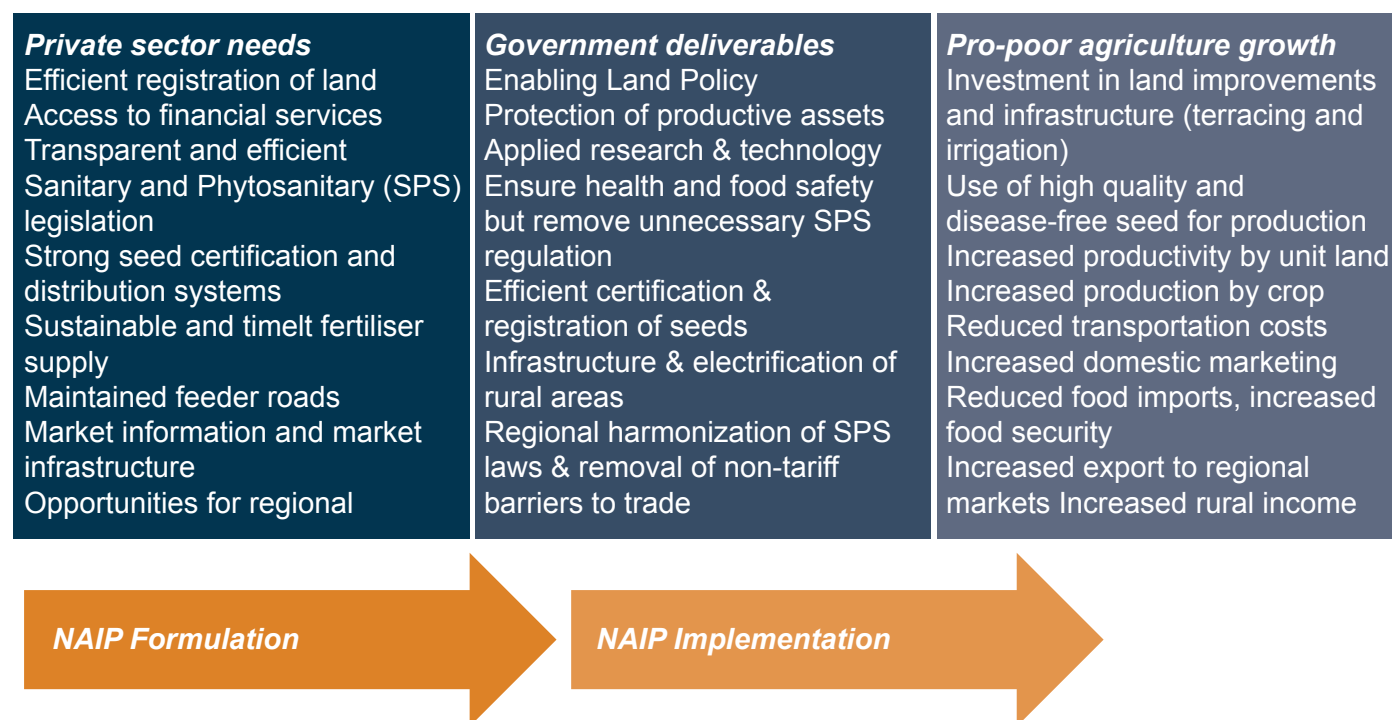 Private sector needs
Efficient registration of land
Access to financial services
Transparent and efficient
Sanitary and Phytosanitary (SPS)
legislation
Strong seed certification and
distribution systems
Sustainable and timelt fertiliser
supply
Maintained feeder roads
Market information and market
infrastructure
Opportunities for regional
Government deliverables
Enabling Land Policy
Protection of productive assets
Applied research & technology
Ensure health and food safety
but remove unnecessary SPS
regulation
Efficient certification &
registration of seeds
Infrastructure & electrification of
rural areas
Regional harmonization of SPS
laws & removal of non-tariff
barriers to trade
Pro-poor agriculture growth
Investment in land improvements
and infrastructure (terracing and
irrigation)
Use of high quality and
disease-free seed for production
Increased productivity by unit land
Increased production by crop
Reduced transportation costs
Increased domestic marketing
Reduced food imports, increased
food security
Increased export to regional
markets Increased rural income
NAIP Formulation
NAIP Implementation